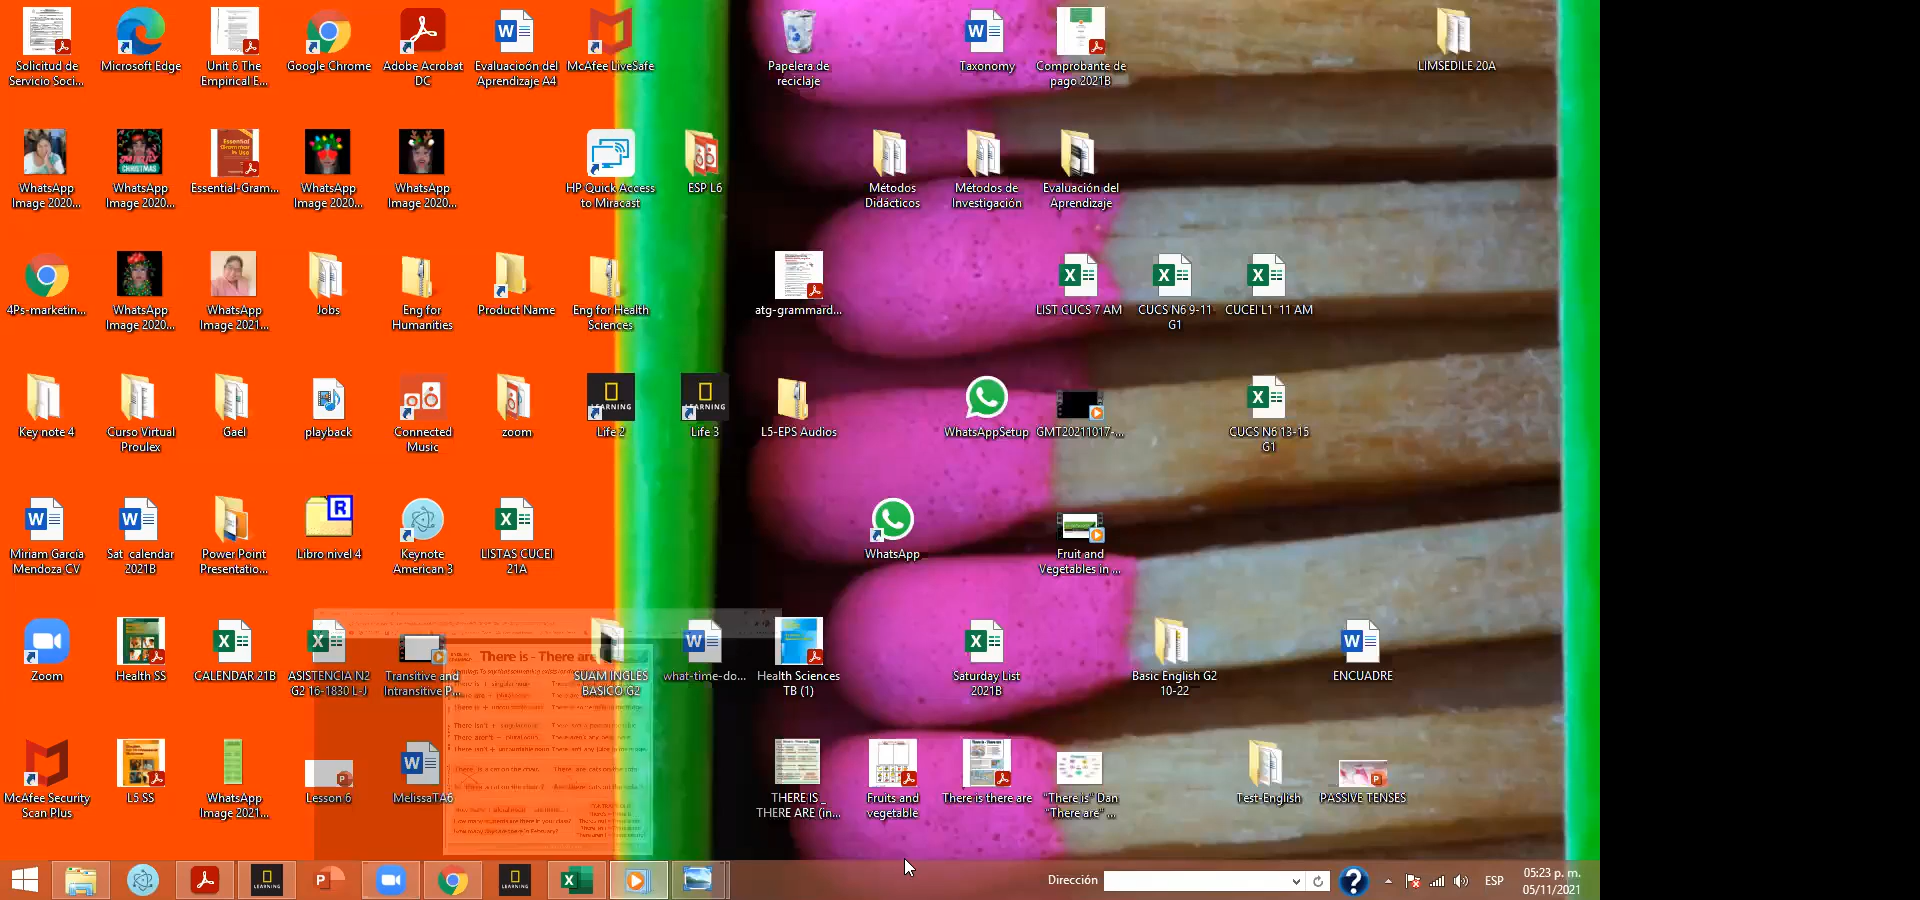 Solicitud de
Servicio Soci...
Microsoft Edge
Unit 6 The
Empirical E...
Google Chrome
Adobe Acrobat
DC
Evaluacioón del
Aprendizaje A4
McAfee LiveSafe
Papelera de
reciclaje
Taxonomy
Comprobante de
pago 2021B
LIMSEDILE 20A
WhatsApp
Image 2020...
WhatsApp
Image 2020...
Essential-Gram...
WhatsApp
Image 2020...
WhatsApp
Image 2020...
HP Quick Access
to Miracast
ESP L6
Métodos
Didácticos
Métodos de
Investigación
Evaluación del
Aprendizaje
4Ps-marketin...
WhatsApp
Image 2020...
WhatsApp
Image 2021...
Jobs
Eng for
Humanities
Product Name
Eng for Health
Sciences
atg-grammard...
LIST CUCS 7 AM
CUCS N6 9-11
G1
CUCEI L1 11 AM
Key note 4
Curso Virtual
Proulex
Gael
playback
Connected
Music
zoom
LEARNING
Life 2
LEARNING
Life 3
L5-EPS Audios
WhatsAppSetup
GMT20211017-...
CUCS N6 13-15
G1
Miriam Garcia
Mendoza CV
Sat calendar
2021B
Power Point
Presentatio...
Libro nivel 4
Keynote
American 3
LISTAS CUCEI
21A
WhatsApp
Fruit and
Vegetables in ...
Zoom
Health SS
CALENDAR 21B
ASISTENCIA N2
G2 16-1830 L-J
Transitive and
Intransitive P...
There is - There are
SUAM INGLES
BASICO G2
what-time-do...
Health Sciences
TB (1)
Saturday List
2021B
Basic English G2
10-22
ENCUADRE
McAfee Security
Scan Plus
L5 SS
WhatsApp
Image 2021...
Lesson 6
MelissaTA6
THERE IS _
THERE ARE (in...
Fruits and
vegetable
There is there are
"There is" Dan
"There are" ...
Test-English
PASSIVE TENSES
Dirección
ESP
05:23 p. m.
05/11/2021